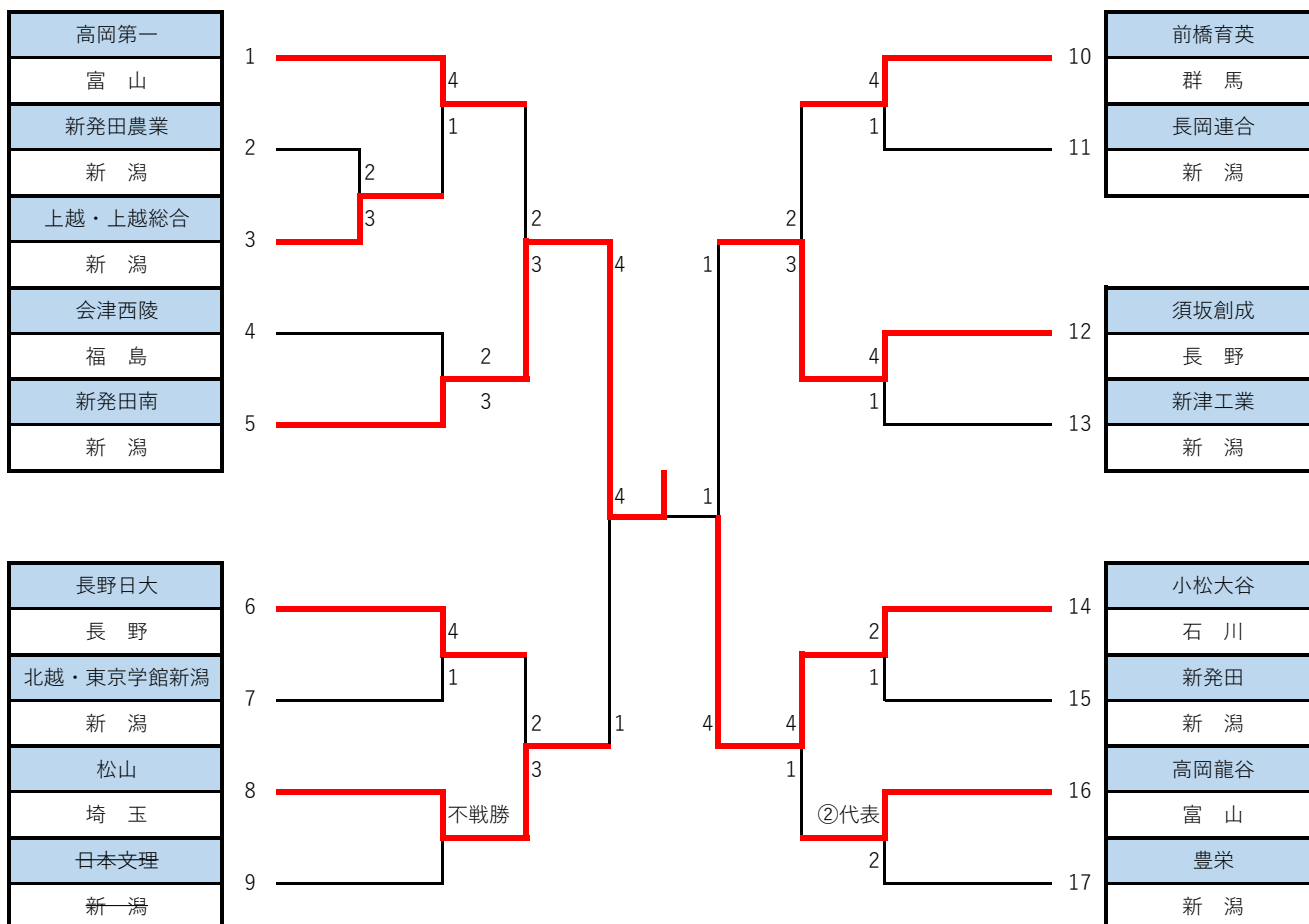 高岡第一
1
富 山
4
新発田農業
1
2
新 潟
2
上越・上越総合
3
2
3
新 潟
3
4
会津西陵
4
福 島
2
新発田南
3
5
新 潟
4
長野日大
6
長 野
4
北越・東京学館新潟
1
7
新 潟
2
1
松山
3
8
埼 玉
不戦勝
日本文理
9
新 潟
前橋育英
10
4
群 馬
1
長岡連合
11
新 潟
2
1
3
須坂創成
12
4
長 野
1
新津工業
13
新 潟
1
小松大谷
14
2
石 川
1
新発田
15
新 潟
4
4
1
高岡龍谷
16
②代表
富 山
2
豊栄
17
新 潟